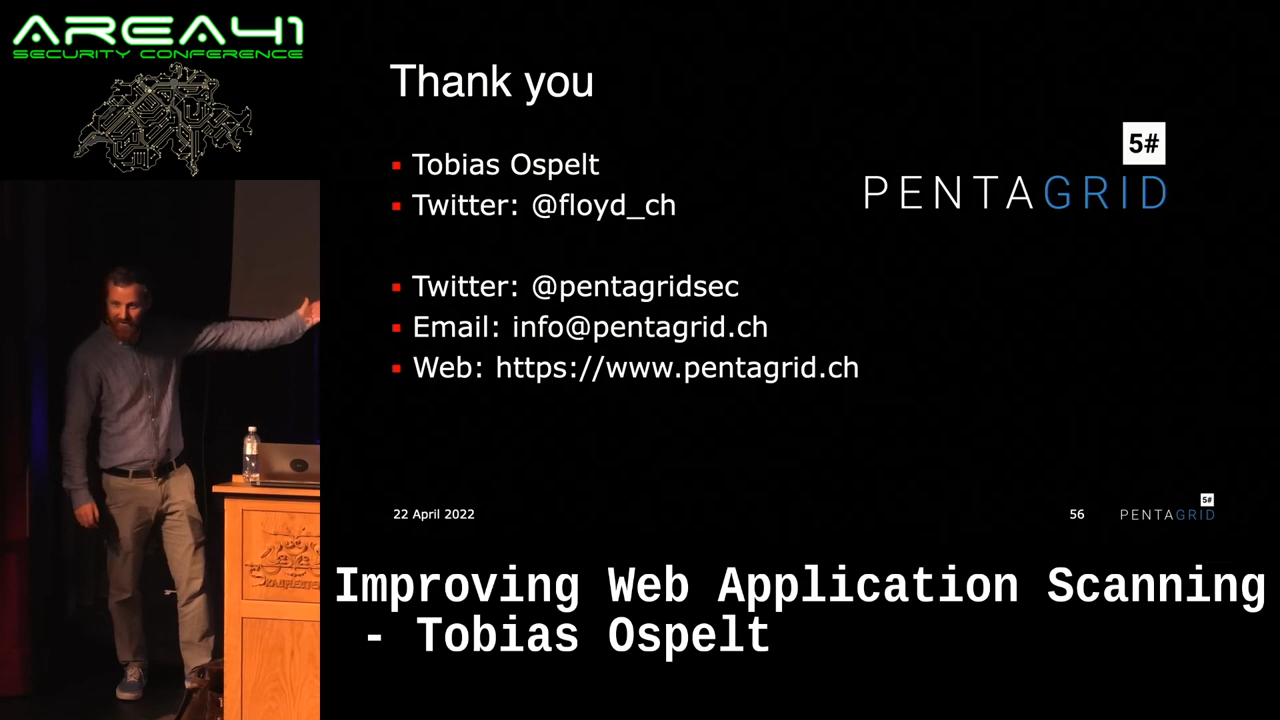 AREA41
SECURITY CONFERENCE
Thank you
5#
PENTAGRID
Tobias Ospelt
Twitter: @floyd_ch
Twitter: @pentagridsec
Email: info@pentagrid.ch
Web: https://www.pentagrid.ch
22 April 2022
56
5#
PENTAGRID
Improving Web Application Scanning
- Tobias Ospelt